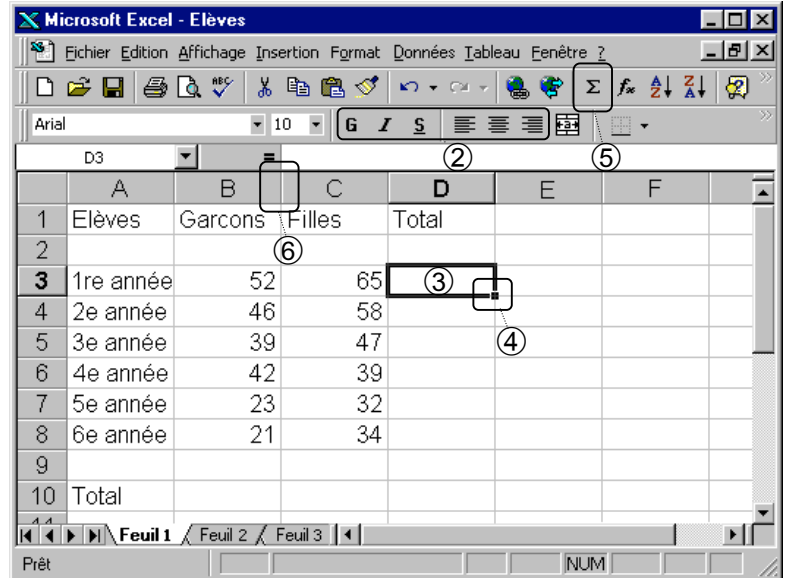 Microsoft Excel - Elèves
Fichier Edition Affichage Insertion Format Données Tableau Fenêtre ?
ABC Σ fx A Z Z A
Arial 10 G I S a
② ⑤
D3 =
A B C D E F
1 Elèves Garcons Filles Total
⑥
2
3 1re année 52 65 ③
4 2e année 46 58
④
5 3e année 39 47
6 4e année 42 39
7 5e année 23 32
8 6e année 21 34
9
10 Total
11
Feuil 1 Feuil 2 Feuil 3
Prêt NUM